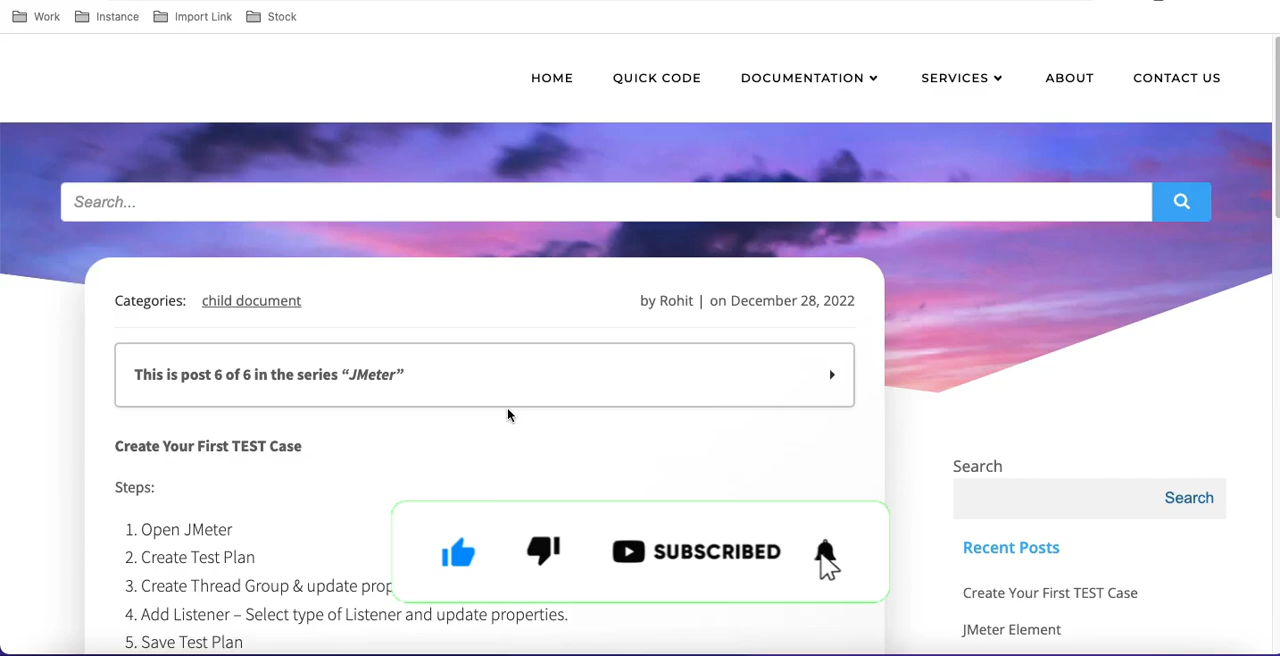 Work Instance Import Link Stock
HOME QUICK CODE DOCUMENTATION SERVICES ABOUT CONTACT US
Search...
Categories: child document by Rohit | on December 28, 2022
This is post 6 of 6 in the series “JMeter”
Create Your First TEST Case
Steps:
1. Open JMeter
2. Create Test Plan
3. Create Thread Group & update
4. Add Listener – Select type of Listener and update properties.
5. Save Test Plan
SUBSCRIBED
Search
Search
Recent Posts
Create Your First TEST Case
JMeter Element